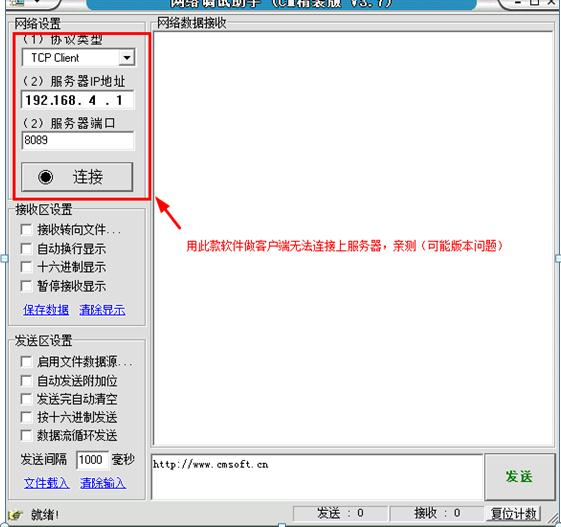 网络调试助手 (C■精装版 V3.7)
网络设置
(1) 协议类型
TCP Client
(2) 服务器IP地址
192.168. 4 . 1
(2) 服务器端口
8089
连接
接收区设置
接收转向文件...
自动换行显示
十六进制显示
暂停接收显示
保存数据 清除显示
发送区设置
启用文件数据源...
自动发送附加位
发送完自动清空
按十六进制发送
数据流循环发送
发送间隔 1000 毫秒
文件载入 清除输入
网络数据接收
用此款软件做客户端无法连接上服务器，亲测（可能版本问题）
http://www.cmsoft.cn
发送
就绪!
发送 : 0
接收 : 0
复位计数